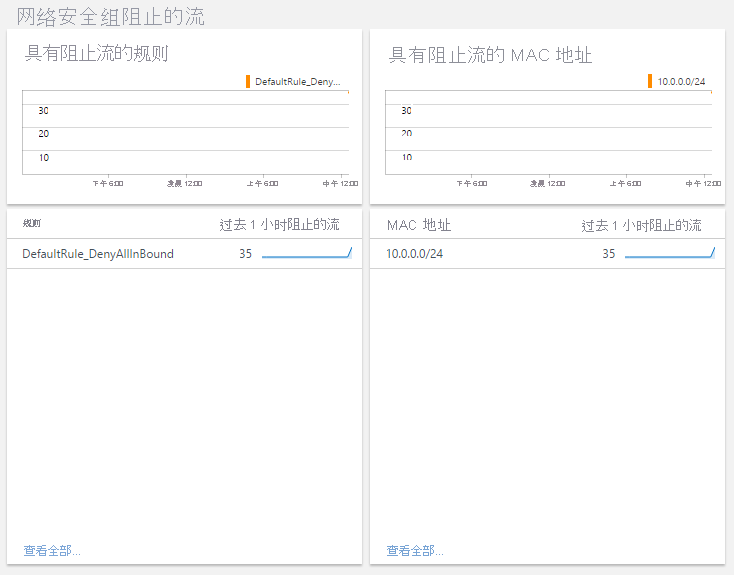 网络安全组阻止的流
具有阻止流的规则
DefaultRule_Deny...
30
20
10
下午 6:00 凌晨 12:00 上午 6:00 中午 12:00
具有阻止流的 MAC 地址
10.0.0.0/24
30
20
10
下午 6:00 凌晨 12:00 上午 6:00 中午 12:00
规则 过去 1 小时阻止的流
DefaultRule_DenyAllInBound 35
查看全部...
MAC 地址 过去 1 小时阻止的流
10.0.0.0/24 35
查看全部...